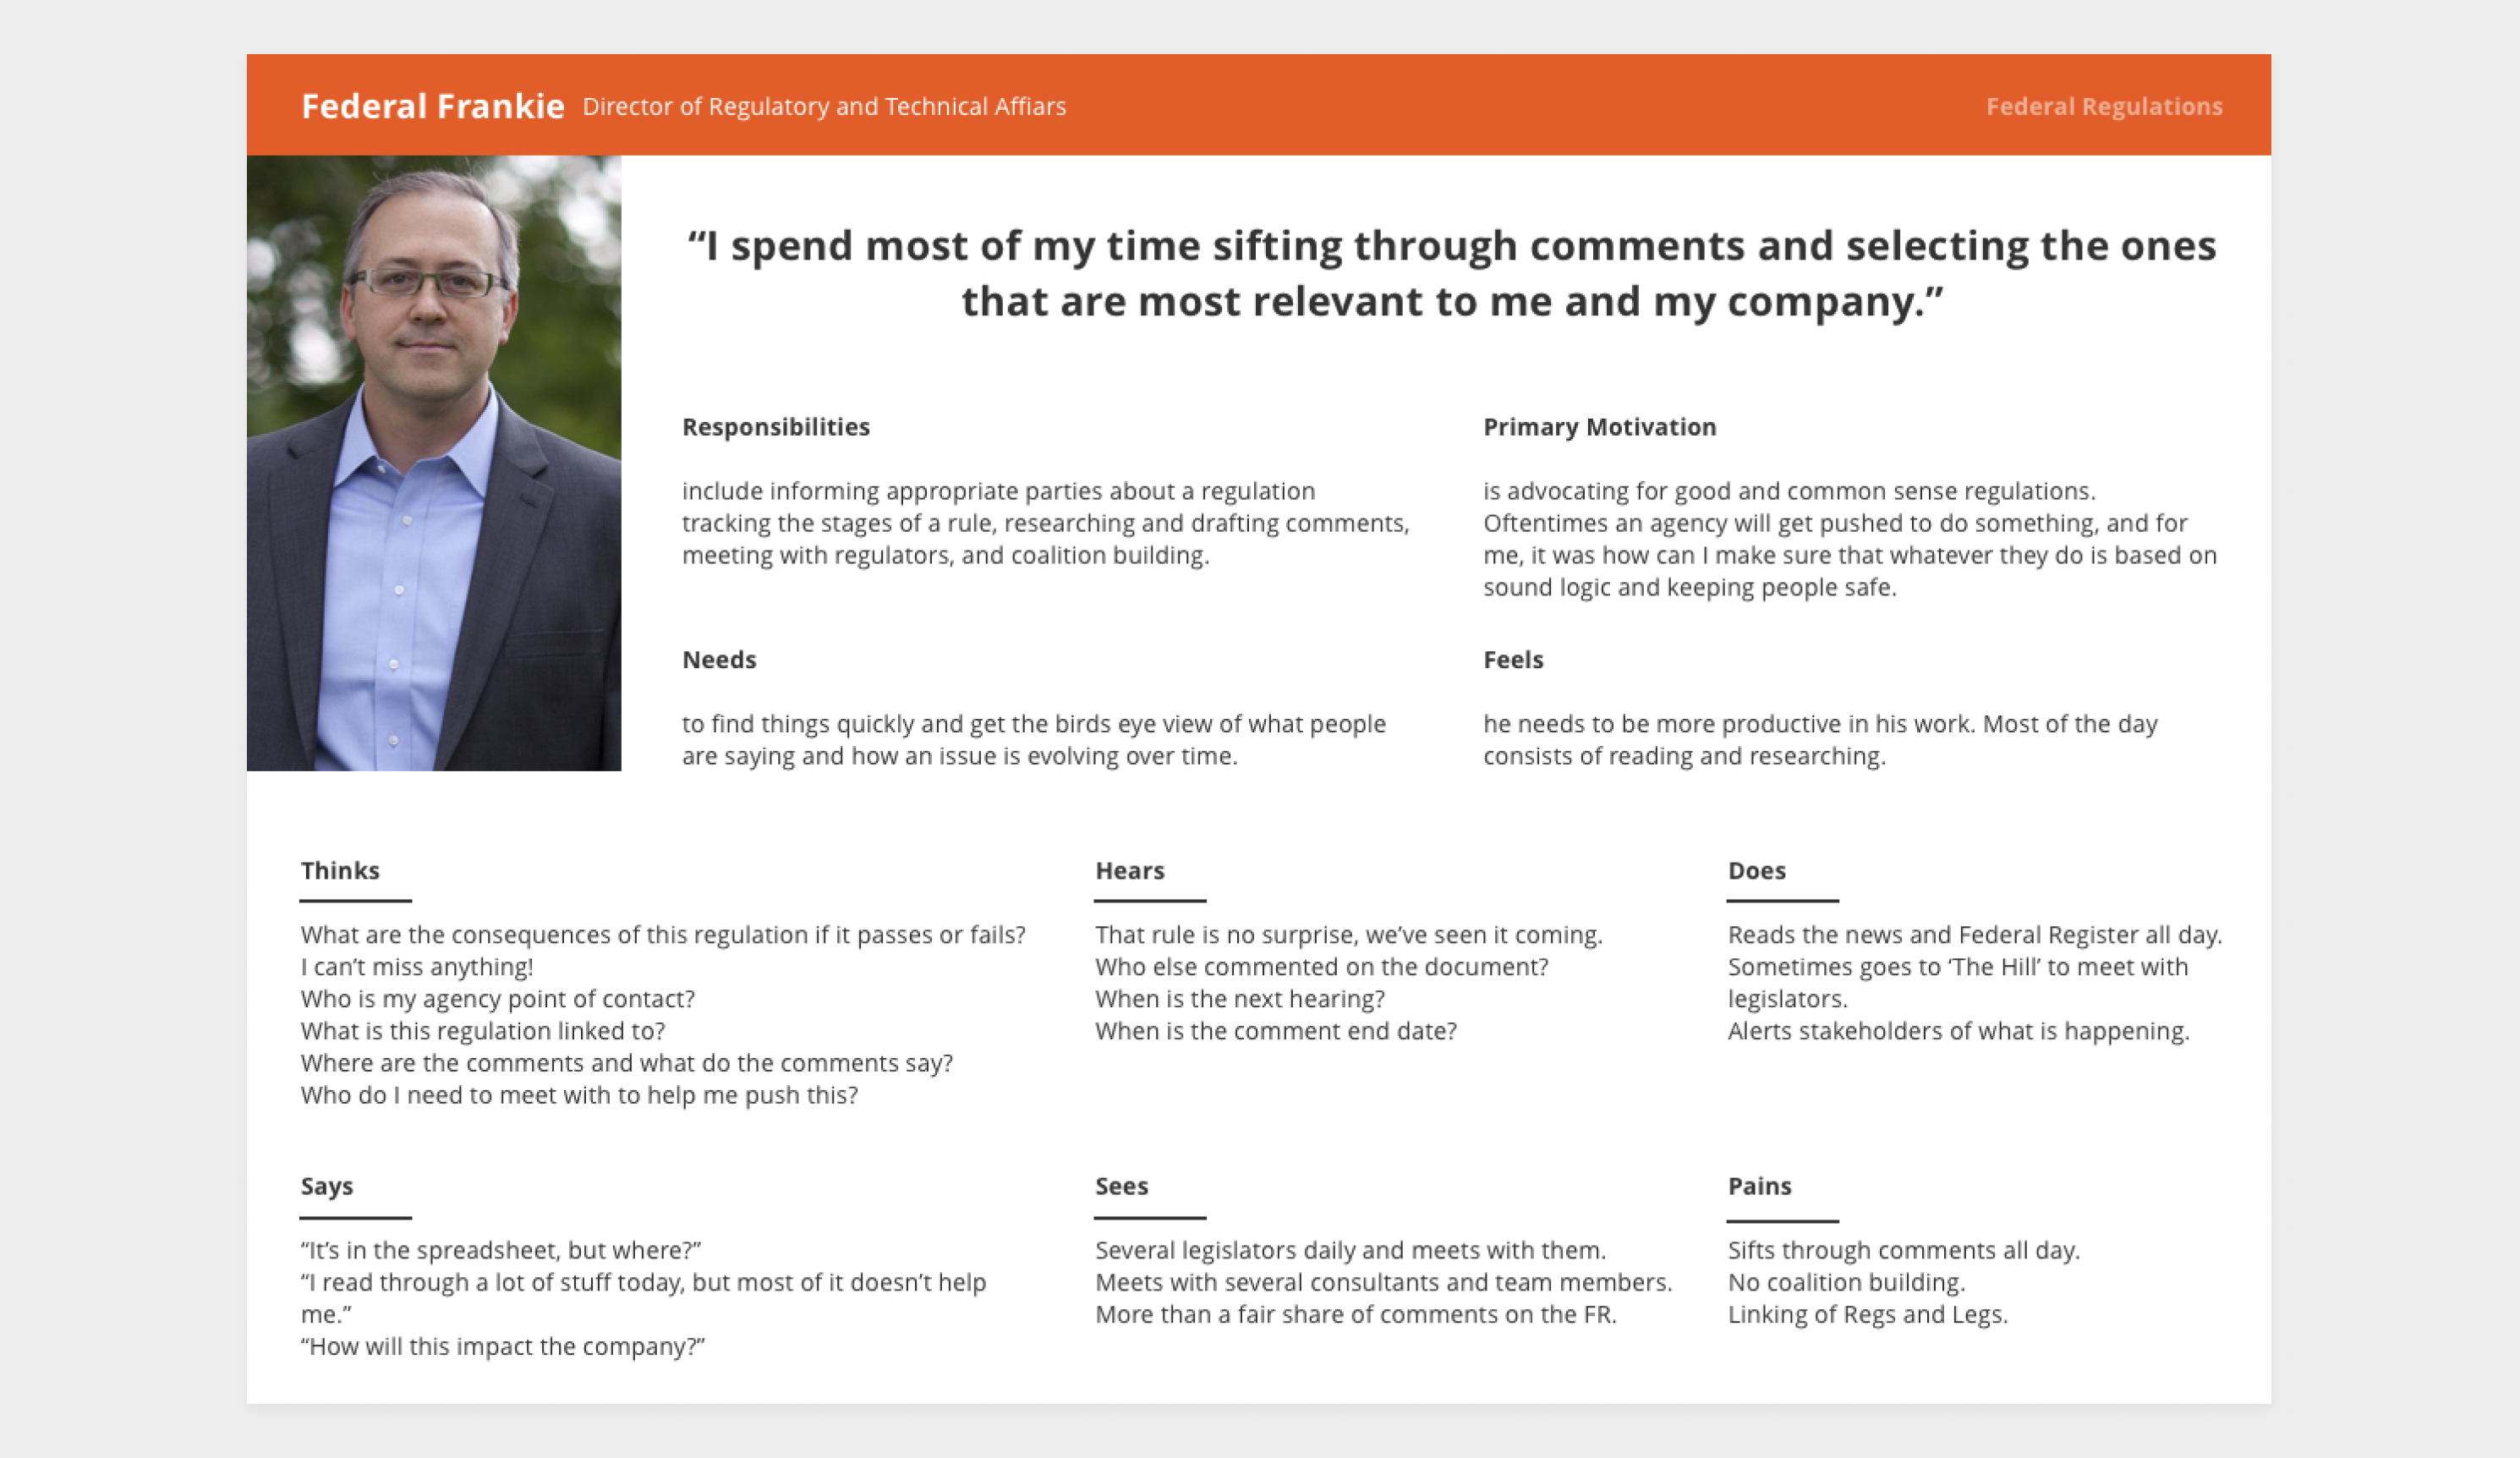 Federal Frankie Director of Regulatory and Technical Affiars
Federal Regulations
“I spend most of my time sifting through comments and selecting the ones
that are most relevant to me and my company.”
Responsibilities
include informing appropriate parties about a regulation
tracking the stages of a rule, researching and drafting comments,
meeting with regulators, and coalition building.
Primary Motivation
is advocating for good and common sense regulations.
Oftentimes an agency will get pushed to do something, and for
me, it was how can I make sure that whatever they do is based on
sound logic and keeping people safe.
Needs
to find things quickly and get the birds eye view of what people
are saying and how an issue is evolving over time.
Feels
he needs to be more productive in his work. Most of the day
consists of reading and researching.
Thinks
What are the consequences of this regulation if it passes or fails?
I can’t miss anything!
Who is my agency point of contact?
What is this regulation linked to?
Where are the comments and what do the comments say?
Who do I need to meet with to help me push this?
Hears
That rule is no surprise, we’ve seen it coming.
Who else commented on the document?
When is the next hearing?
When is the comment end date?
Does
Reads the news and Federal Register all day.
Sometimes goes to ‘The Hill’ to meet with
legislators.
Alerts stakeholders of what is happening.
Says
“It’s in the spreadsheet, but where?”
“I read through a lot of stuff today, but most of it doesn’t help
me.”
“How will this impact the company?”
Sees
Several legislators daily and meets with them.
Meets with several consultants and team members.
More than a fair share of comments on the FR.
Pains
Sifts through comments all day.
No coalition building.
Linking of Regs and Legs.